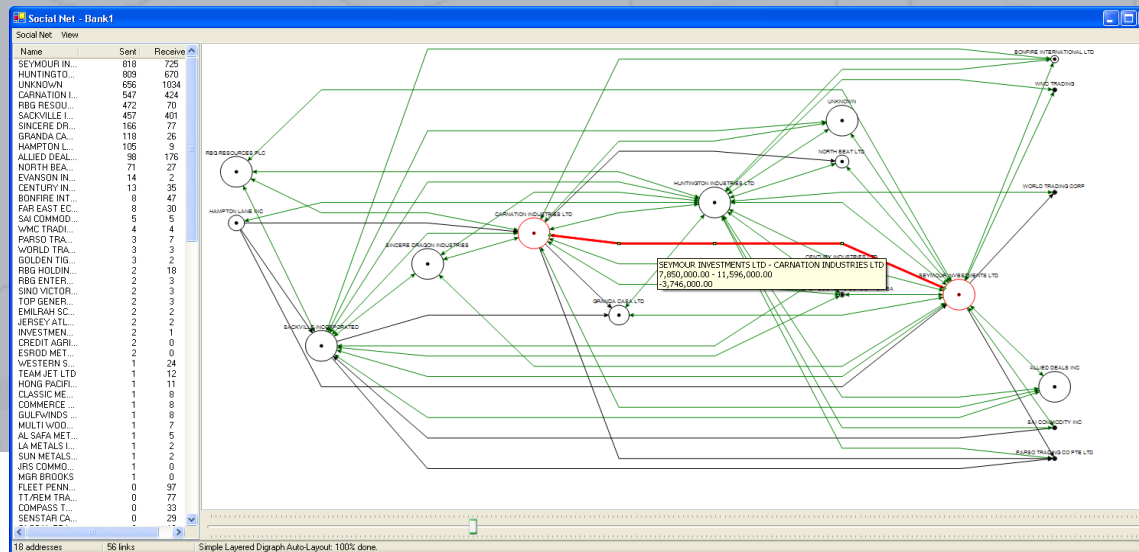 Social Net - Bank1
Social Net View
Name Sent Receive
SEYMOUR IN... 818 725
HUNTINGTO... 809 670
UNKNOWN 656 1034
CARNATION I... 547 424
RBG RESOU... 472 70
SACKVILLE I... 457 401
SINCERE DR... 166 77
GRANDA CA... 118 26
HAMPTON L... 105 9
ALLIED DEAL... 98 176
NORTH BEA... 71 27
EVANSON IN... 14 2
CENTURY IN... 13 35
BONFIRE INT... 8 47
FAR EAST EC... 8 30
SAI COMMOD... 5 5
WMC TRADI... 4 4
PARSO TRA... 3 7
WORLD TRA... 3 3
GOLDEN TIG... 3 2
RBG HOLDIN... 2 18
RBG ENTER... 2 3
SINO VICTOR... 2 3
TOP GENER... 2 3
EMILRAH SC... 2 2
JERSEY ATL... 2 2
INVESTMEN... 2 1
CREDIT AGRI... 2 0
ESROD MET... 2 0
WESTERN S... 1 24
TEAM JET LTD 1 12
HONG PACIFI... 1 11
CLASSIC ME... 1 8
COMMERCE ... 1 8
GULFWINDS ... 1 8
MULTI WOO... 1 7
AL SAFA MET... 1 5
LA METALS I... 1 2
SUN METALS... 1 2
JRS COMMO... 1 0
MGR BROOKS 1 0
FLEET PENN... 0 97
TT/REM TRA... 0 77
COMPASS T... 0 33
SENSTAR CA... 0 29
BONFIRE INTERNATIONAL LTD
WMC TRADING
UNKNOWN
RBG RESOURCES PLC
NORTH BEAT LTD
HUNTINGTON INDUSTRIES LTD
WORLD TRADING CORP
HAMPTON LANE INC
CARNATION INDUSTRIES LTD
SINCERE DRAGON INDUSTRIES
SEYMOUR INVESTMENTS LTD - CARNATION INDUSTRIES LTD
7,850,000.00 - 11,596,000.00
-3,746,000.00
SEYMOUR INVESTMENTS LTD
GRANDA CASA LTD
SACKVILLE INCORPORATED
ALLIED DEALS INC
SAI COMMODITY INC
PARSO TRADING CO PTE LTD
18 addresses 56 links Simple Layered Digraph Auto-Layout: 100% done.